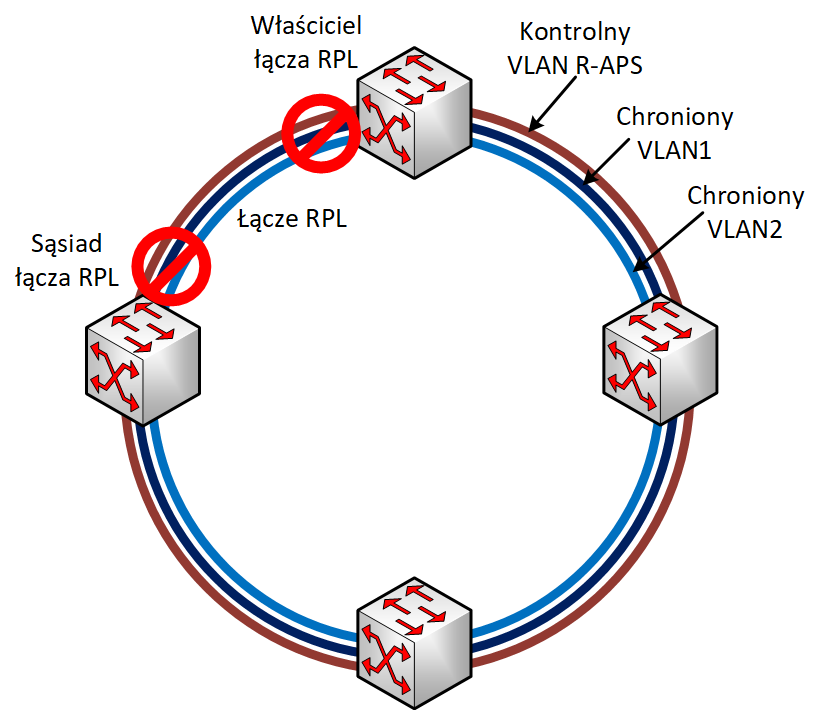 Właściciel
łącza RPL
Kontrolny
VLAN R-APS
Chroniony
VLAN1
Chroniony
VLAN2
Łącze RPL
Sąsiad
łącza RPL